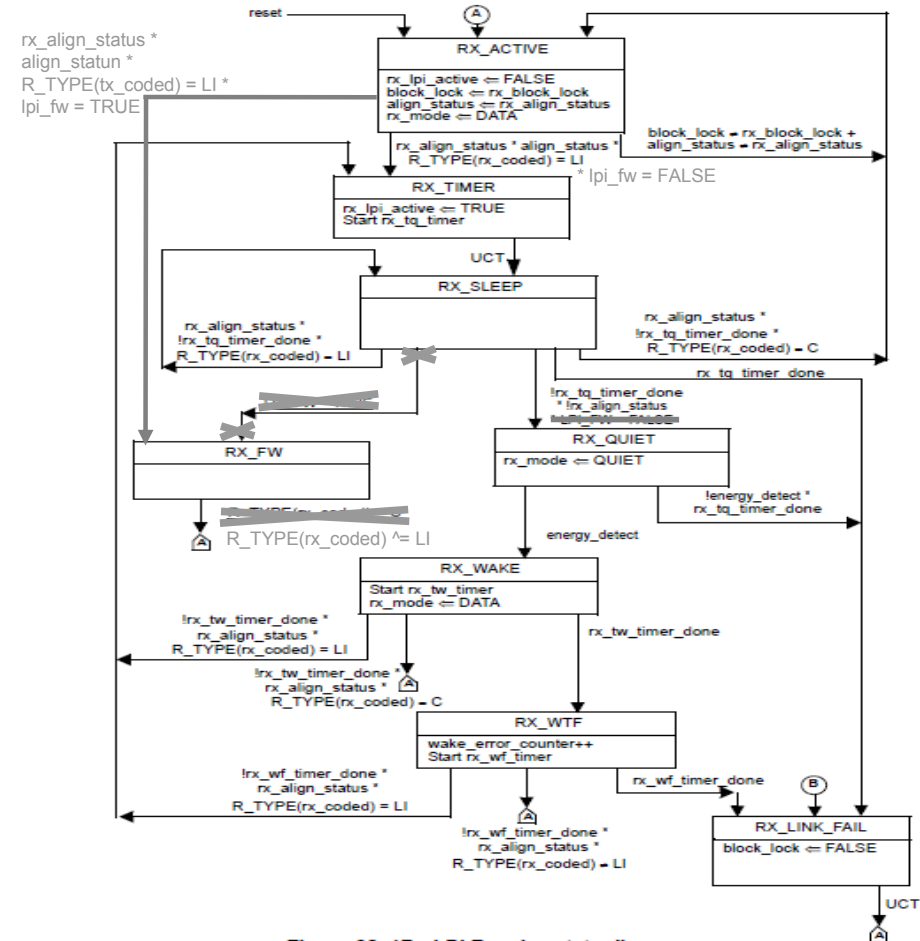 reset
A
rx_align_status *
align_statun *
R_TYPE(tx_coded) = LI *
lpi_fw = TRUE
RX_ACTIVE
rx_lpi_active ⇐ FALSE
block_lock ⇐ rx_block_lock
align_status ⇐ rx_align_status
rx_mode ⇐ DATA
rx_align_status * align_status *
R_TYPE(rx_coded) = LI
* lpi_fw = FALSE
block_lock ≠ rx_block_lock +
align_status ≠ rx_align_status
RX_TIMER
rx_lpi_active ⇐ TRUE
Start rx_tq_timer
UCT
RX_SLEEP
rx_align_status *
!rx_tq_timer_done *
R_TYPE(rx_coded) = LI
rx_align_status *
!rx_tq_timer_done *
R_TYPE(rx_coded) = C
rx_tq_timer_done
!rx_tq_timer_done
* !rx_align_status
* LPI_FW = FALSE
RX_FW
RX_QUIET
rx_mode ⇐ QUIET
A
R_TYPE(rx_coded) ^= LI
!energy_detect *
rx_tq_timer_done
energy_detect
RX_WAKE
Start rx_tw_timer
rx_mode ⇐ DATA
!rx_tw_timer_done *
rx_align_status *
R_TYPE(rx_coded) = LI
rx_tw_timer_done
!rx_tw_timer_done *
rx_align_status *
R_TYPE(rx_coded) = C
A
RX_WTF
wake_error_counter++
Start rx_wf_timer
!rx_wf_timer_done *
rx_align_status *
R_TYPE(rx_coded) = LI
rx_wf_timer_done
B
A
!rx_wf_timer_done *
rx_align_status *
R_TYPE(rx_coded) ≠ LI
RX_LINK_FAIL
block_lock ⇐ FALSE
UCT
A